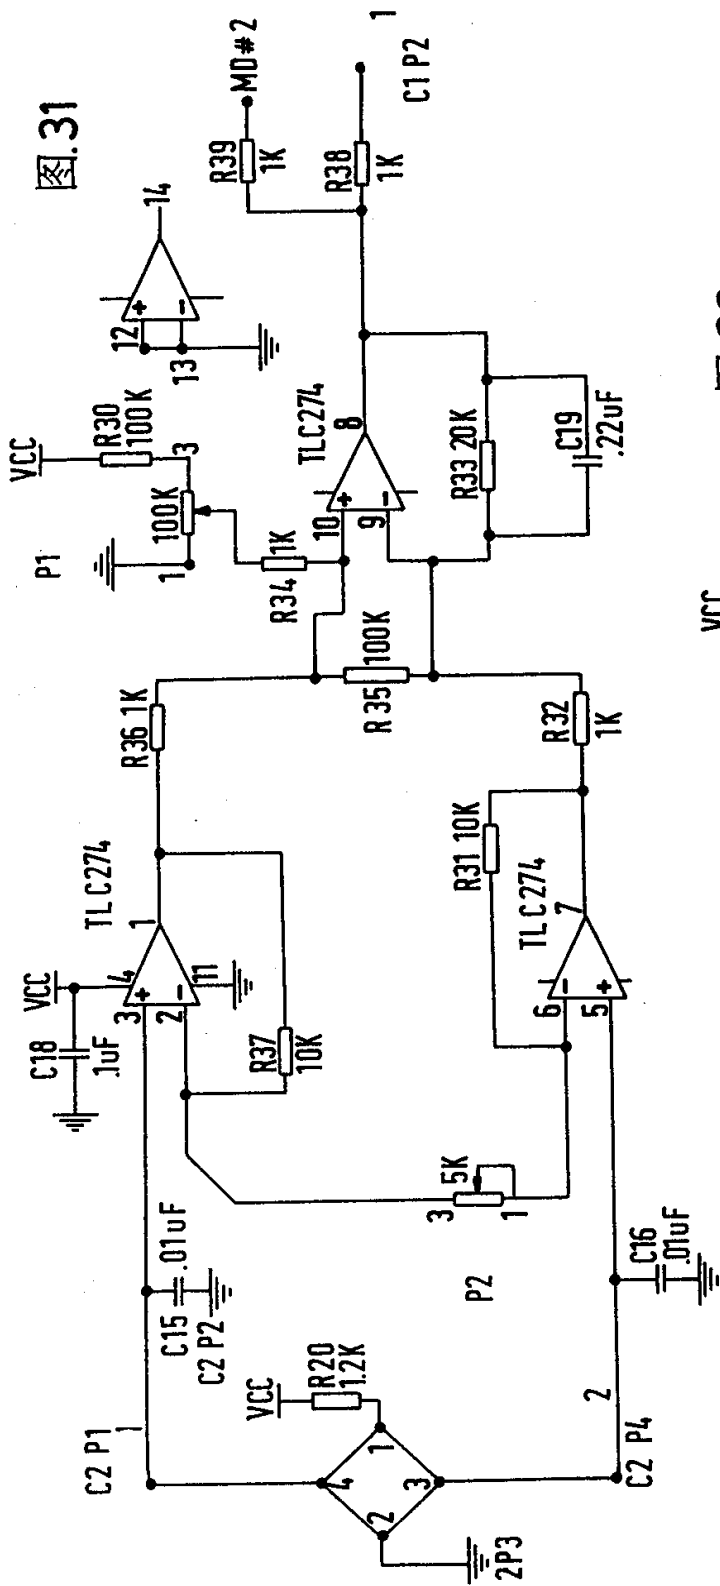 图.31
1
MD#2
C1 P2
R39
1K
R38
1K
14
12
13
VCC
R30
100K
3
100K
P1
1
R34
1K
TLC274
8
10
9
R33 20K
C19
.22uF
R35
100K
R36 1K
R32
1K
VCC
TLC274
1
4
3
2
11
VCC
C18
.1uF
R37
10K
R31 10K
TLC274
7
6
5
5K
3
1
P2
.01uF
C15
C2 P2
C16
.01uF
VCC
R20
1.2K
C2 P1
1
4
1
3
2
2
C2 P4
2P3